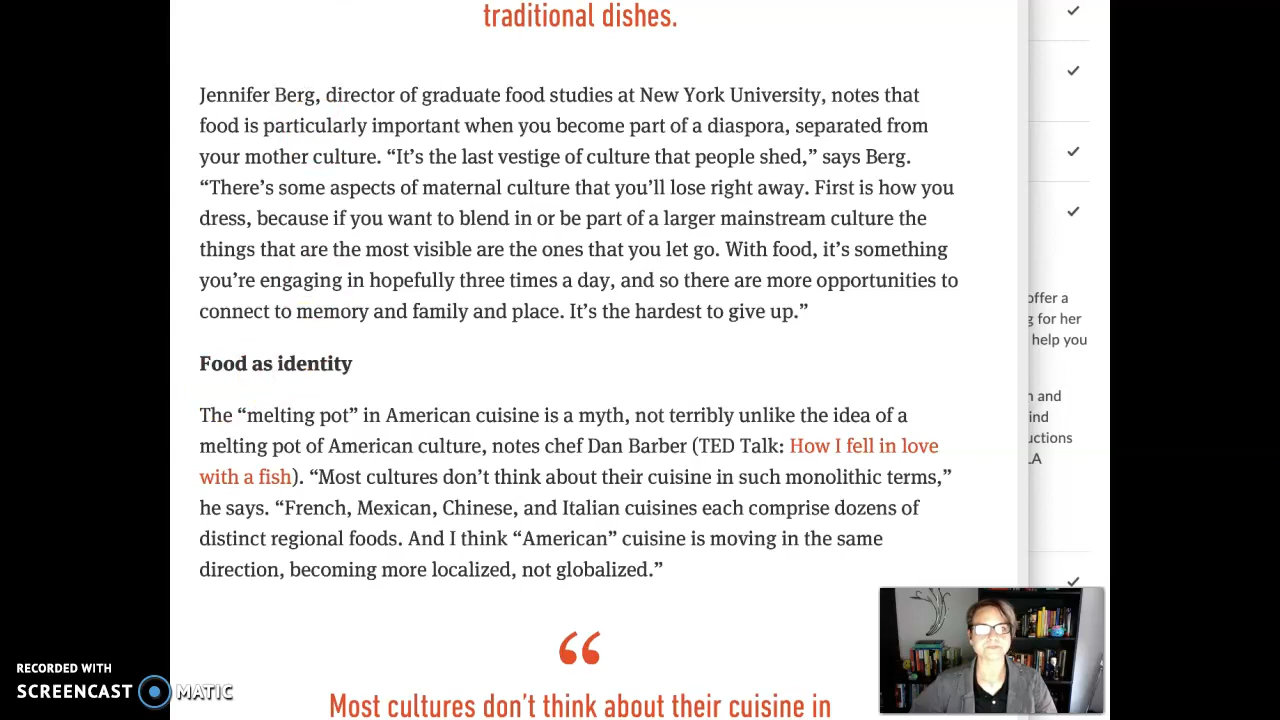 traditional dishes.
Jennifer Berg, director of graduate food studies at New York University, notes that
food is particularly important when you become part of a diaspora, separated from
your mother culture. “It’s the last vestige of culture that people shed,” says Berg.
“There’s some aspects of maternal culture that you’ll lose right away. First is how you
dress, because if you want to blend in or be part of a larger mainstream culture the
things that are the most visible are the ones that you let go. With food, it’s something
you’re engaging in hopefully three times a day, and so there are more opportunities to
connect to memory and family and place. It’s the hardest to give up.”
Food as identity
The “melting pot” in American cuisine is a myth, not terribly unlike the idea of a
melting pot of American culture, notes chef Dan Barber (TED Talk: How I fell in love
with a fish). “Most cultures don’t think about their cuisine in such monolithic terms,”
he says. “French, Mexican, Chinese, and Italian cuisines each comprise dozens of
distinct regional foods. And I think “American” cuisine is moving in the same
direction, becoming more localized, not globalized.”
“
Most cultures don’t think about their cuisine in
offer a
g for her
help you
and
ind
uctions
LA
RECORDED WITH
SCREENCAST MATIC